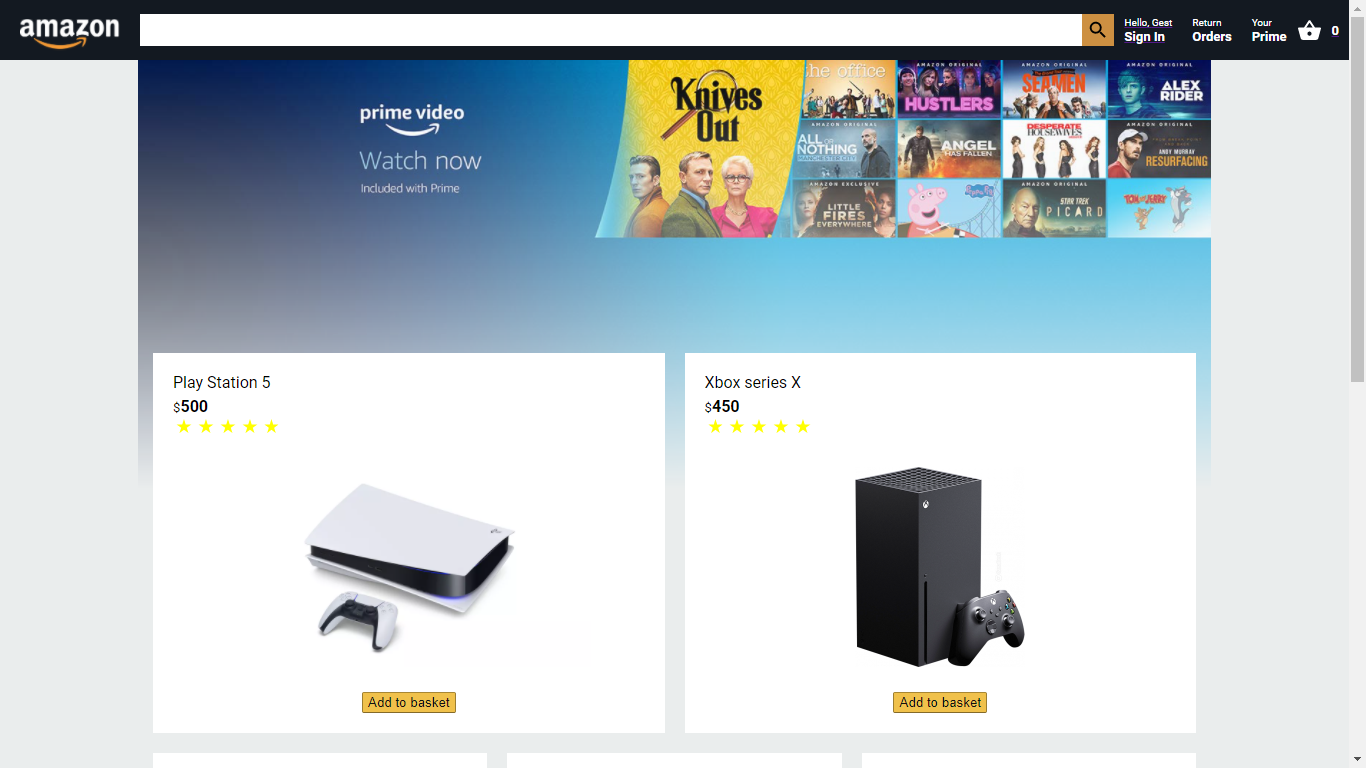 amazon
Hello, Gest
Sign In
Return
Orders
Your
Prime
0
prime video
Watch now
Included with Prime
Knives
Out
the office
AMAZON ORIGINAL
HUSTLERS
SEAMEN
AMAZON ORIGINAL
ALEX
RIDER
AMAZON ORIGINAL
ALL OR
NOTHING
MANCHESTER CITY
ANGEL
HAS FALLEN
DESPERATE
HOUSEWIVES
AMAZON ORIGINAL
ANDY MURRAY
RESURFACING
AMAZON EXCLUSIVE
LITTLE
FIRES
EVERYWHERE
Peppa Pig
AMAZON ORIGINAL
STAR TREK
PICARD
TOM AND JERRY
Play Station 5
$500
Add to basket
Xbox series X
$450
Add to basket